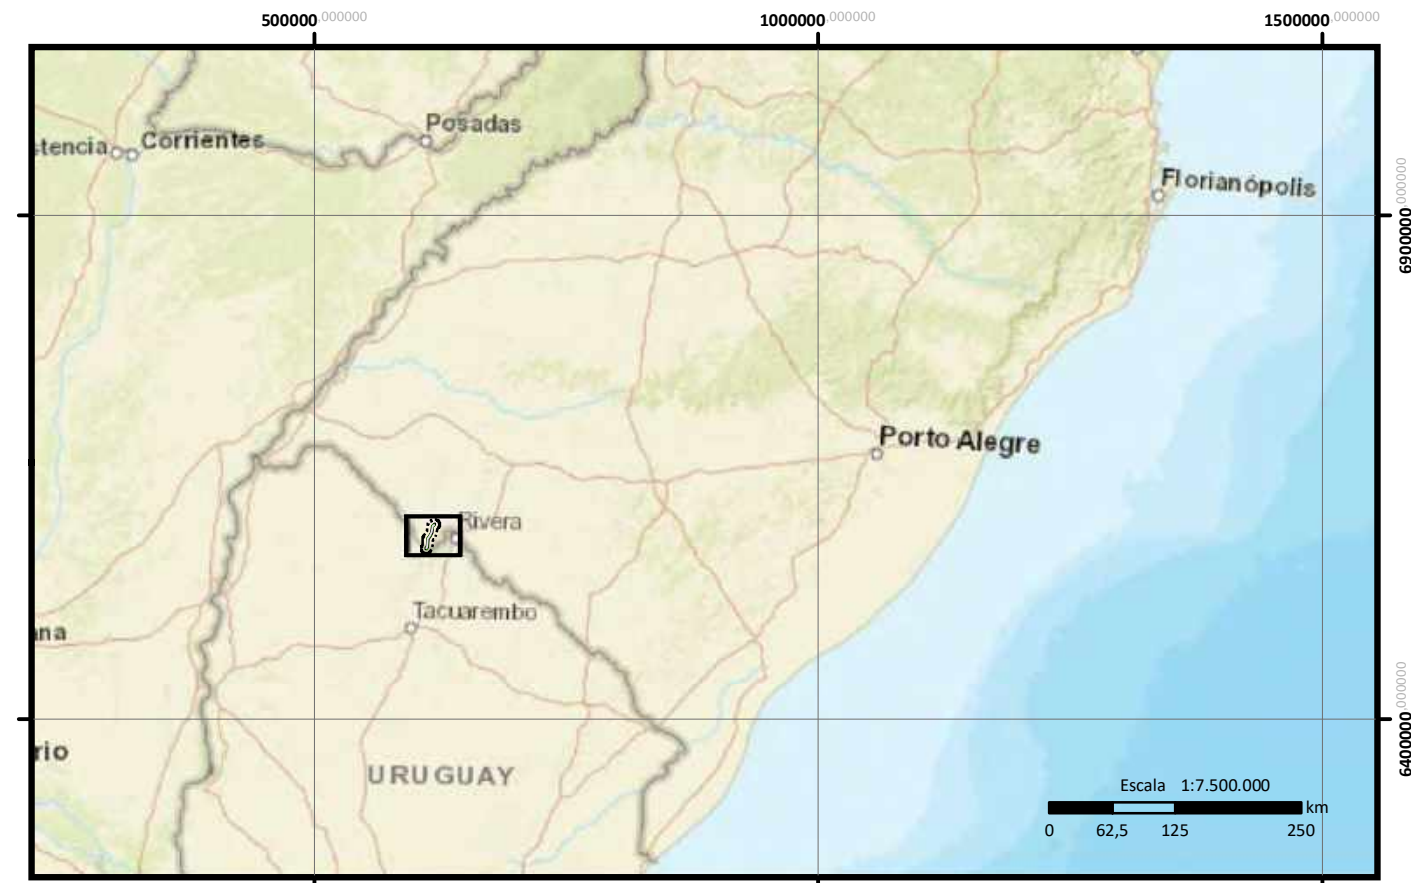 500000,000000 1000000,000000 1500000,000000
Posadas
Corrientes
stencia
Florianópolis
6900000,000000
Porto Alegre
Rivera
Tacuarembo
ana
6400000,000000
rio
URUGUAY
Escala 1:7.500.000
km
0 62,5 125 250